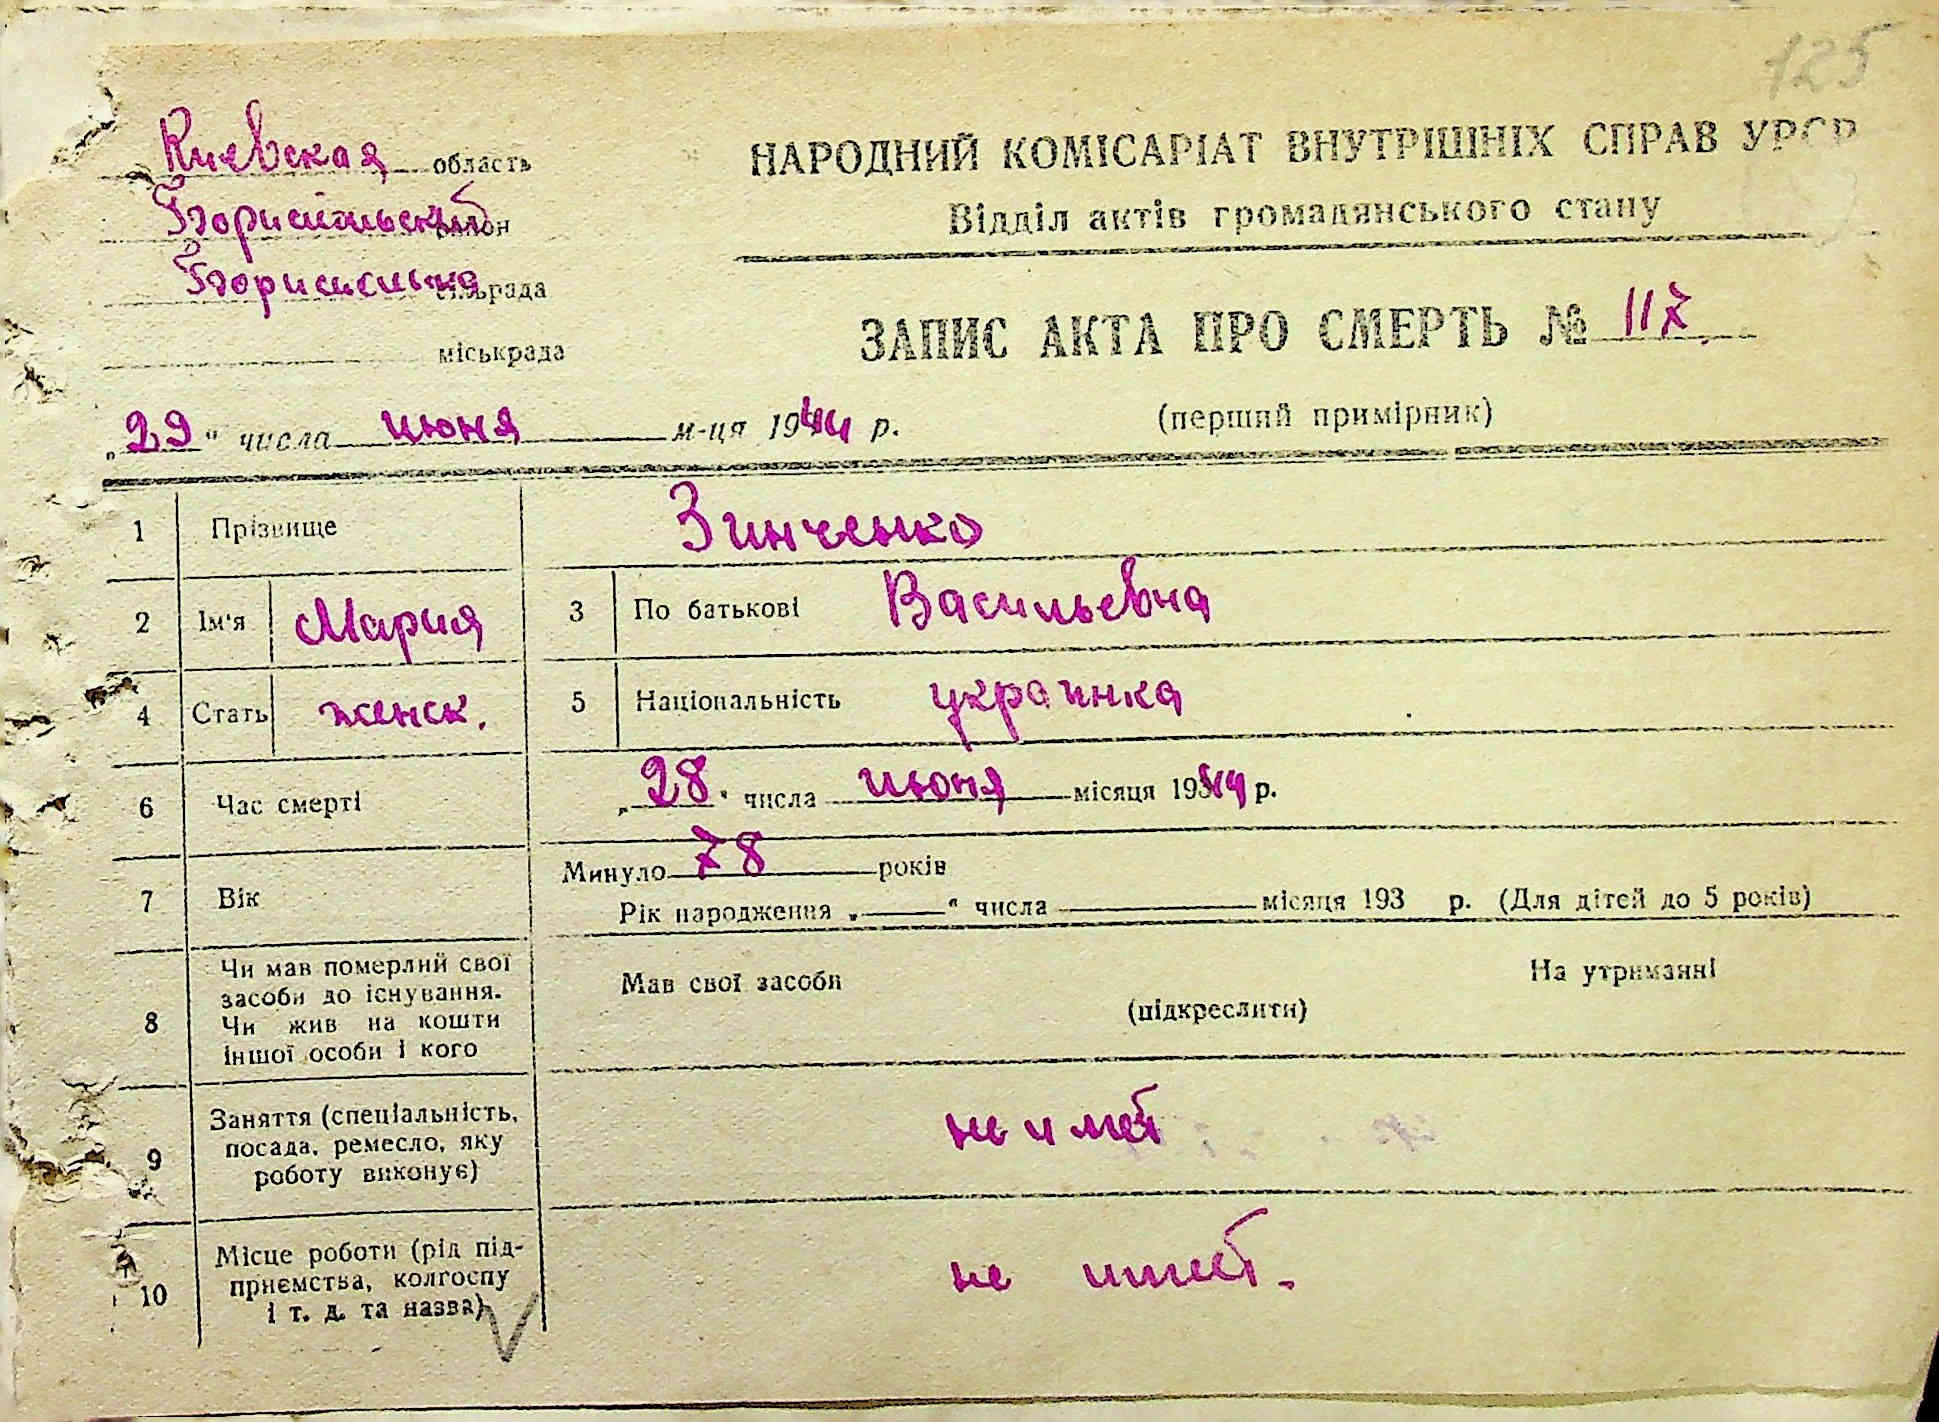 125
Киевская область
НАРОДНИЙ КОМІСАРІАТ ВНУТРІШНІХ СПРАВ УРСР
Бориспольский район
Відділ актів громадянського стану
сільрада
ЗАПИС АКТА ПРО СМЕРТЬ № 117
міськрада
(перший примірник)
„29“ числа июня м-ця 1944 р.
1 Прізвище Зинченко
2 Ім'я Мария 3 По батькові Васильевна
4 Стать женск. 5 Національність украинка
6 Час смерті „28“ числа июня місяця 1944 р.
7 Вік Минуло 78 років
Рік народження „ “ числа місяця 193 р. (Для дітей до 5 років)
8 Чи мав померлий свої
засоби до існування.
Чи жив на кошти
іншої особи і кого
Мав свої засоби На утриманні
(підкреслити)
9 Заняття (спеціальність,
посада, ремесло, яку
роботу виконує)
не имеет
10 Місце роботи (рід під-
приємства, колгоспу
і т. д. та назва)
не имеет.